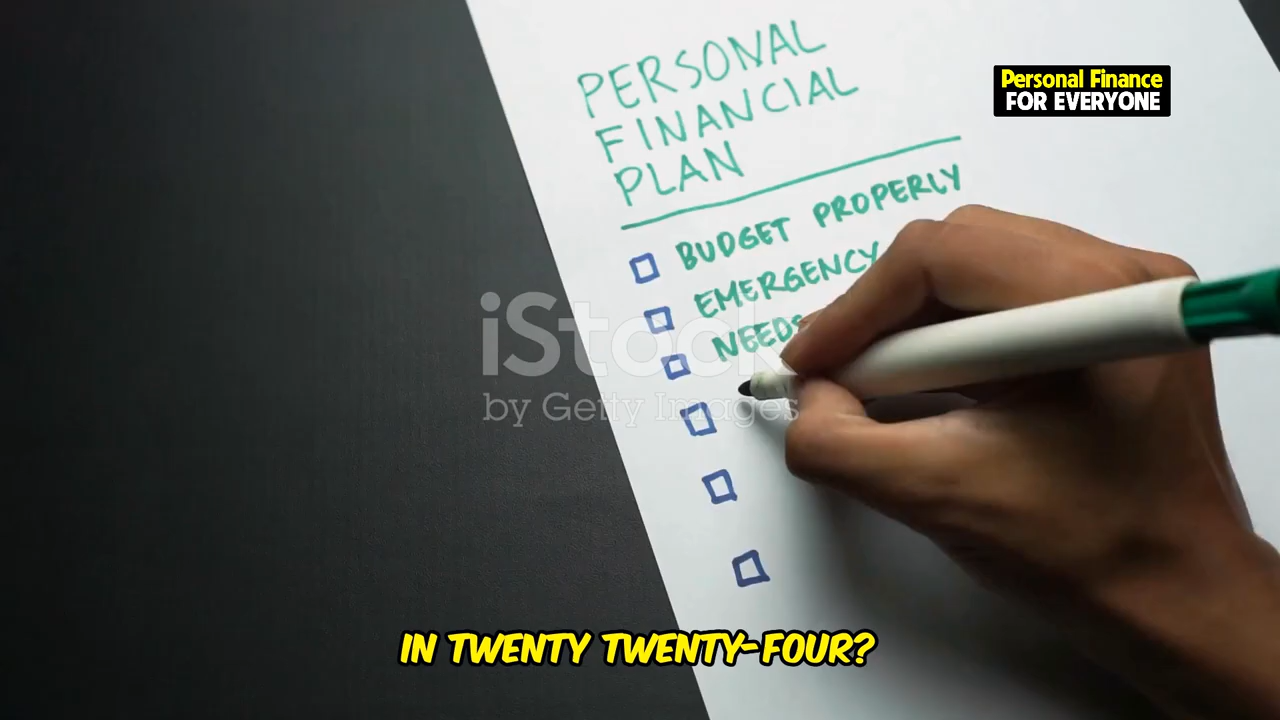 PERSONAL
FINANCIAL
PLAN
BUDGET PROPERLY
EMERGENCY
NEEDS
Personal Finance
FOR EVERYONE
iStock
by Getty Images
IN TWENTY TWENTY-FOUR?